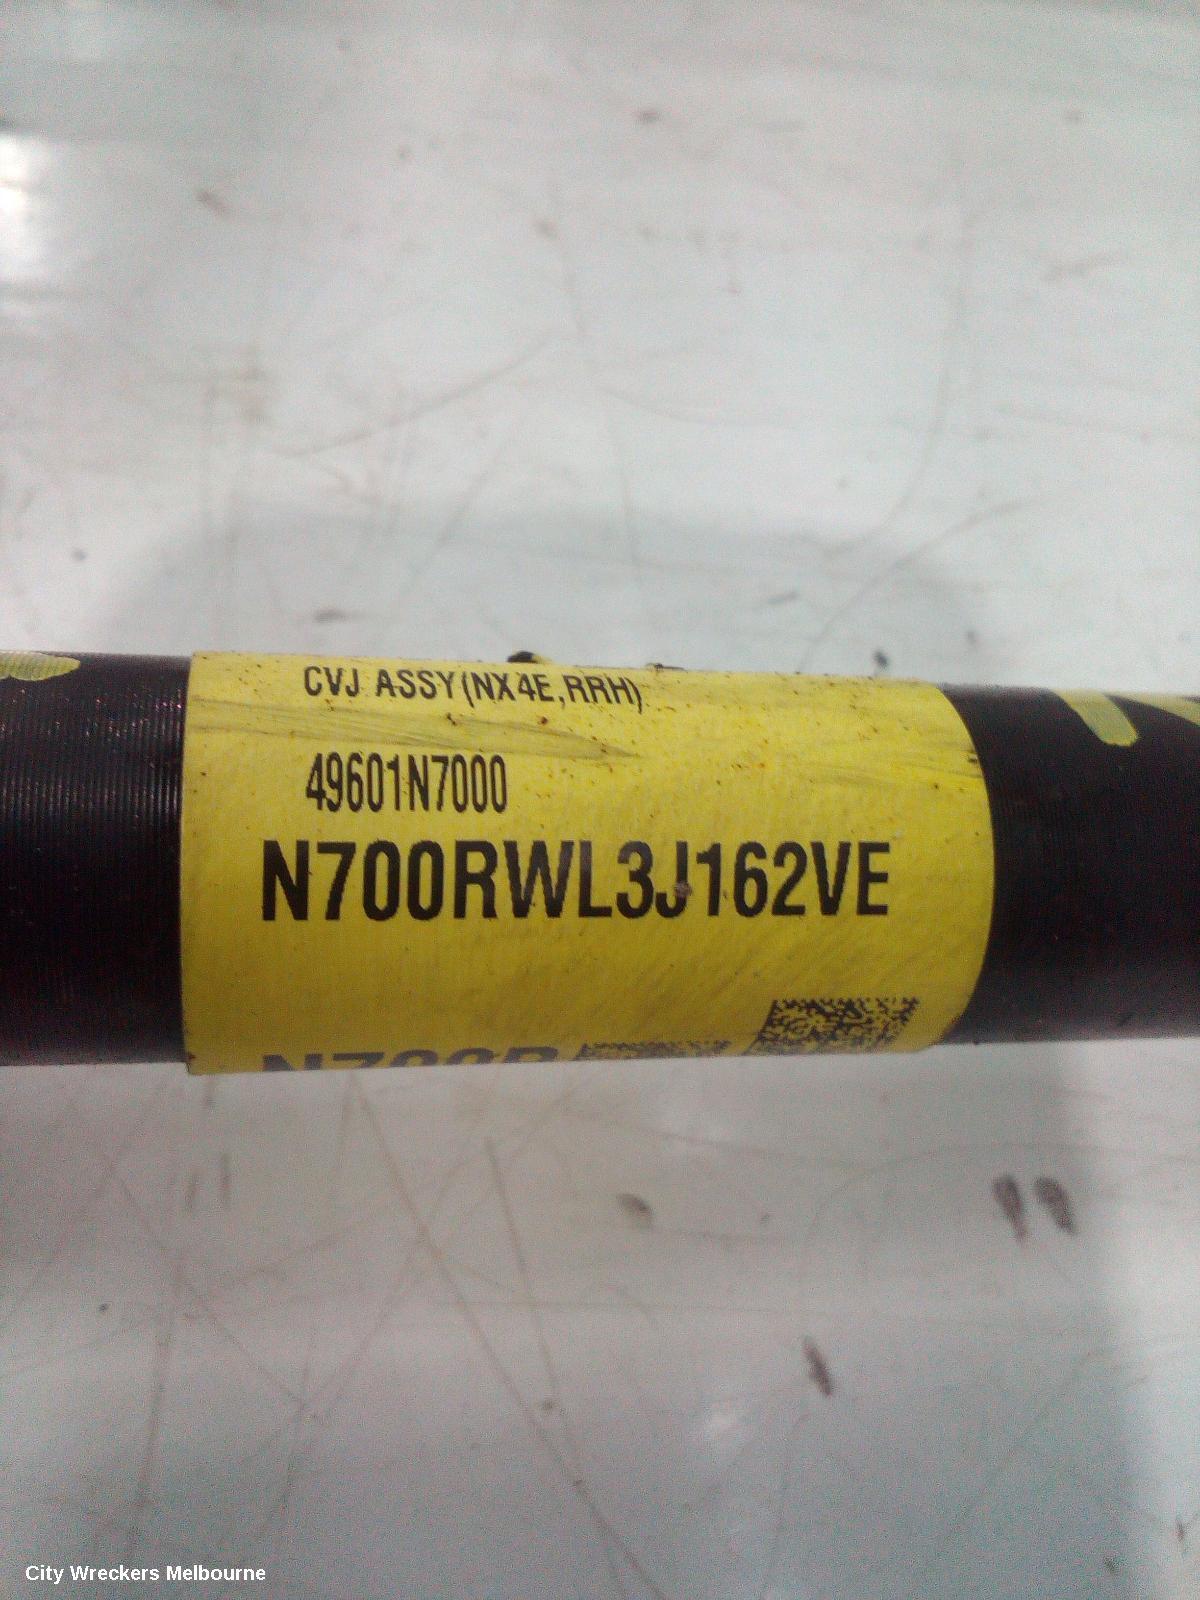 CVJ ASSY(NX4E,RRH)
49601N7000
N700RWL3J162VE
City Wreckers Melbourne